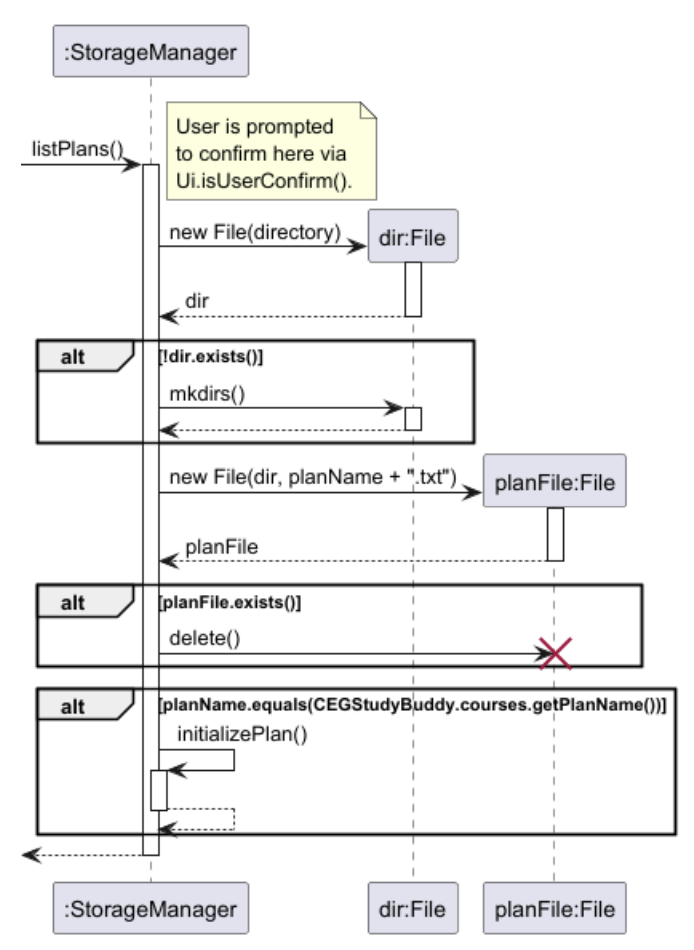 :StorageManager
User is prompted
to confirm here via
Ui.isUserConfirm().
listPlans()
new File(directory)
dir:File
dir
alt
[!dir.exists()]
mkdirs()
new File(dir, planName + ".txt")
planFile:File
planFile
alt
[planFile.exists()]
delete()
alt
[planName.equals(CEGStudyBuddy.courses.getPlanName())]
initializePlan()
:StorageManager
dir:File
planFile:File